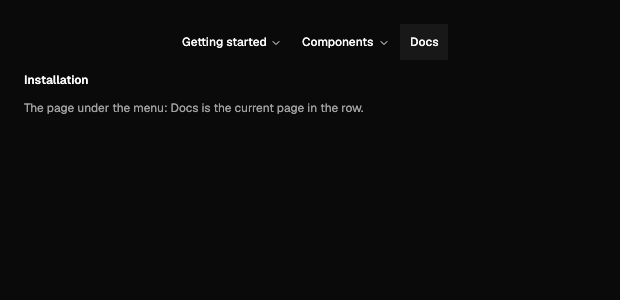 Getting started Components Docs
Installation
The page under the menu: Docs is the current page in the row.